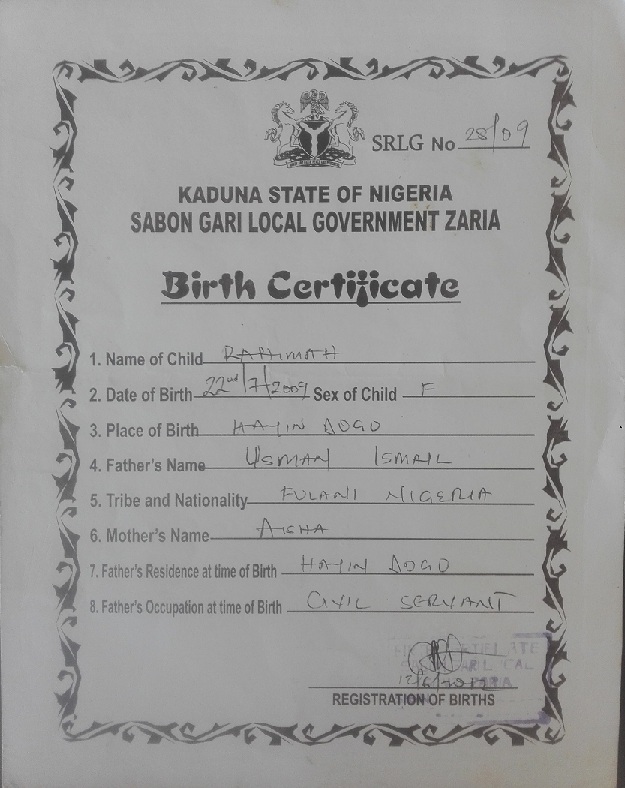 SRLG No 28/09
KADUNA STATE OF NIGERIA
SABON GARI LOCAL GOVERNMENT ZARIA
Birth Certificate
1. Name of Child RAHIMATH
2. Date of Birth 22nd/7/2009 Sex of Child F
3. Place of Birth HAYIN DOGO
4. Father's Name USMAN ISMAIL
5. Tribe and Nationality FULANI NIGERIA
6. Mother's Name AISHA
7. Father's Residence at time of Birth HAYIN DOGO
8. Father's Occupation at time of Birth CIVIL SERVANT
REGISTRATION OF BIRTHS